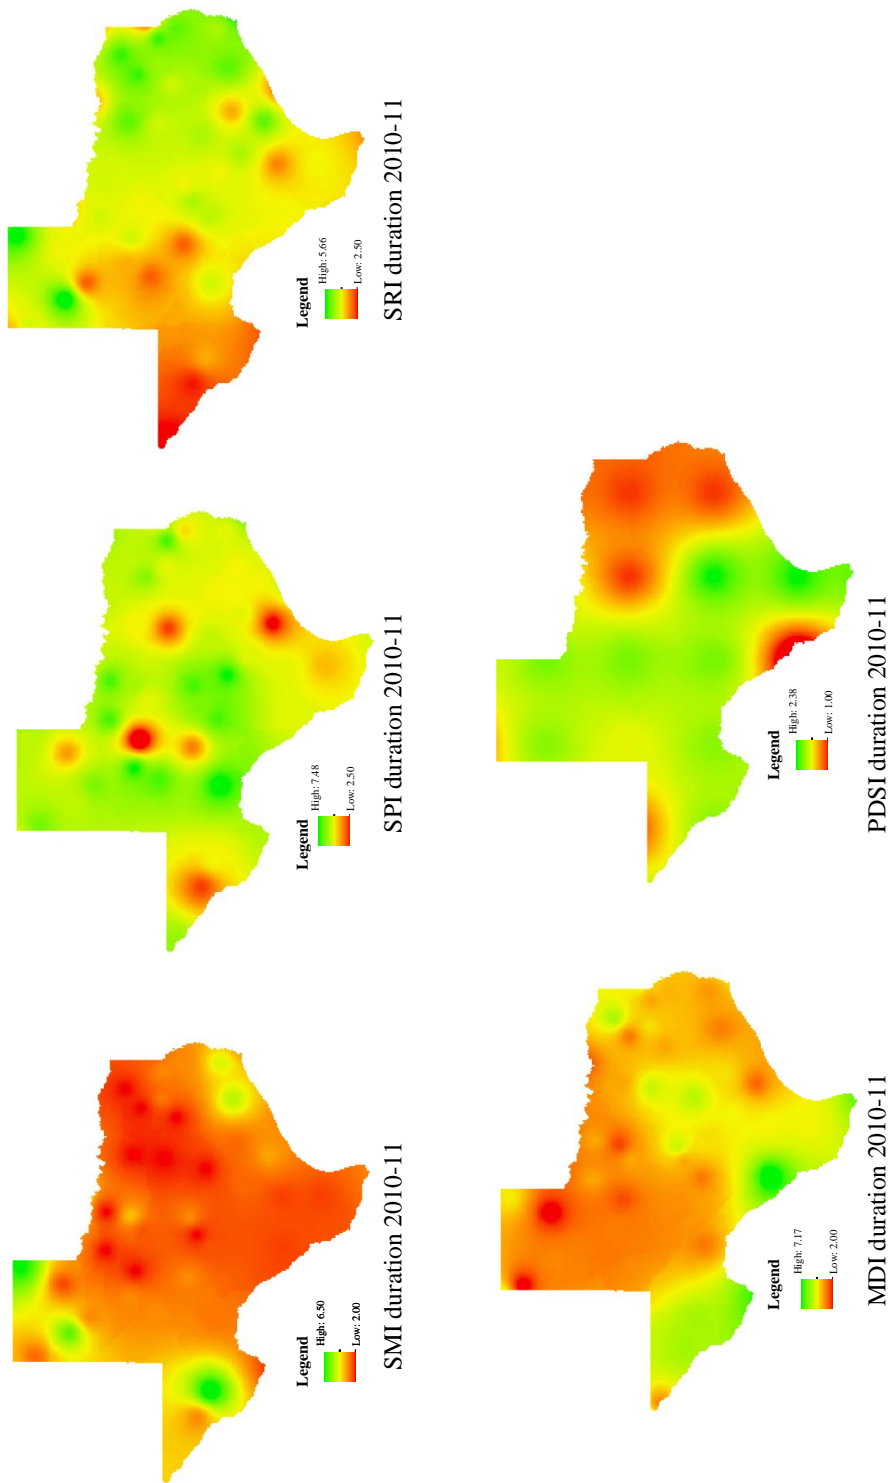 Legend
High: 6.50
Low: 2.00
SMI duration 2010-11
Legend
High: 7.48
Low: 2.50
SPI duration 2010-11
Legend
High: 5.66
Low: 2.50
SRI duration 2010-11
Legend
High: 7.17
Low: 2.00
MDI duration 2010-11
Legend
High: 2.38
Low: 1.00
PDSI duration 2010-11